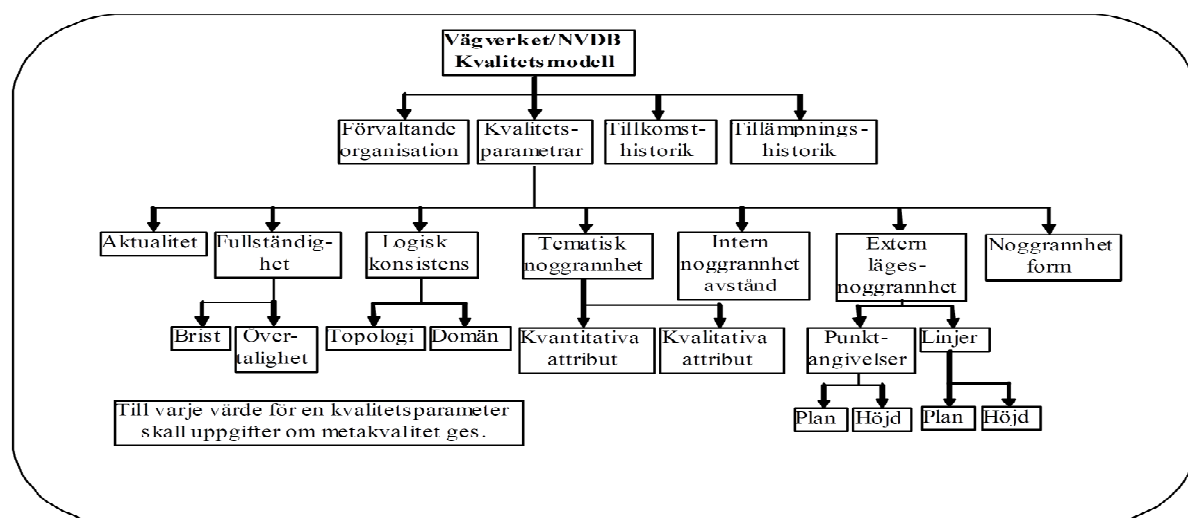 Vägverket/NVDB
Kvalitetsmodell
Förvaltande
organisation
Kvalitets-
parametrar
Tillkomst-
historik
Tillämpnings-
historik
Aktualitet
Fullständig-
het
Logisk
konsistens
Tematisk
noggrannhet
Intern
noggrannhet
avstånd
Extern
läges-
noggrannhet
Noggrannhet
form
Brist
Över-
talighet
Topologi
Domän
Kvantitativa
attribut
Kvalitativa
attribut
Punkt-
angivelser
Linjer
Plan
Höjd
Plan
Höjd
Till varje värde för en kvalitetsparameter
skall uppgifter om metakvalitet ges.